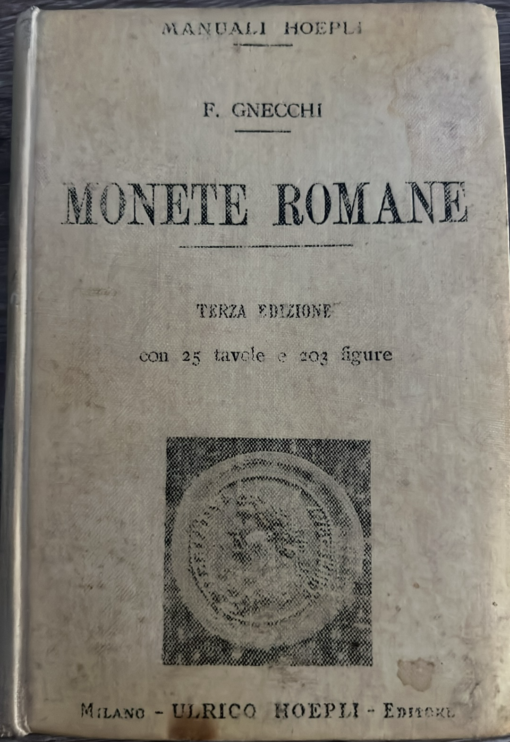 MANUALI HOEPLI
F. GNECCHI
MONETE ROMANE
TERZA EDIZIONE
con 25 tavole e 203 figure
MILANO - ULRICO HOEPLI - EDITORE